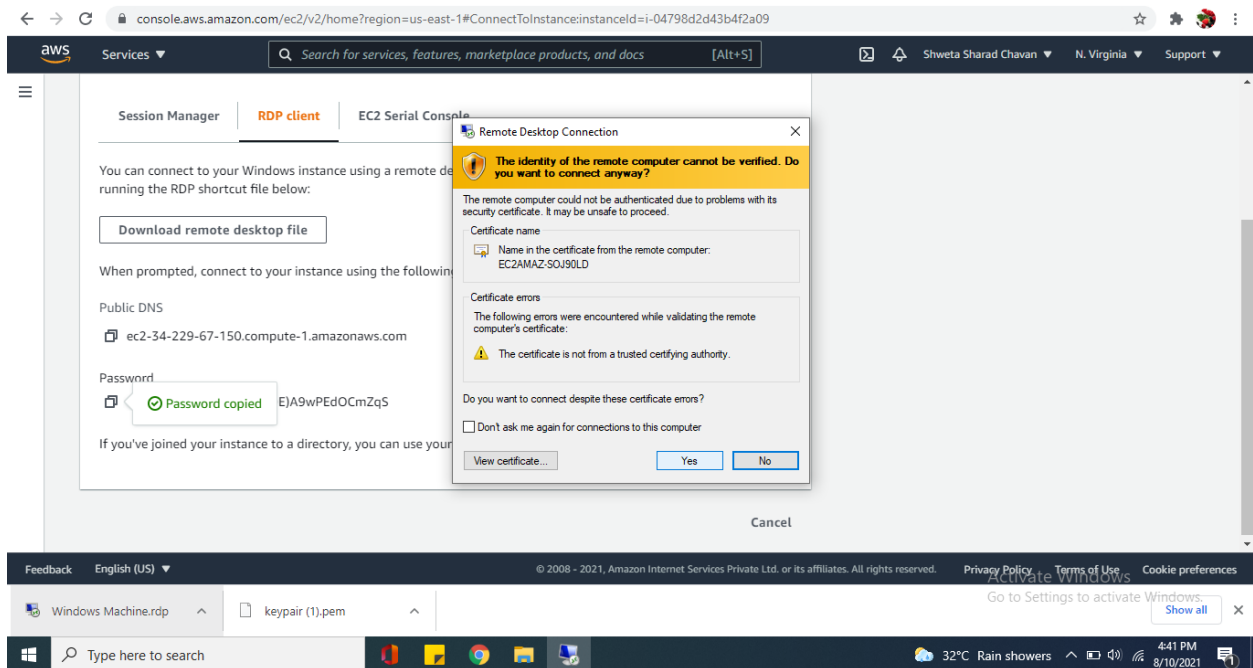 console.aws.amazon.com/ec2/v2/home?region=us-east-1#ConnectToInstance:instanceId=i-04798d2d43b4f2a09
aws
Services
Search for services, features, marketplace products, and docs
[Alt+S]
Shweta Sharad Chavan
N. Virginia
Support
Session Manager
RDP client
EC2 Serial Console
You can connect to your Windows instance using a remote de
running the RDP shortcut file below:
Download remote desktop file
When prompted, connect to your instance using the following
Public DNS
ec2-34-229-67-150.compute-1.amazonaws.com
Password
Password copied
E)A9wPEdOCmZqS
If you've joined your instance to a directory, you can use your
Remote Desktop Connection
The identity of the remote computer cannot be verified. Do
you want to connect anyway?
The remote computer could not be authenticated due to problems with its
security certificate. It may be unsafe to proceed.
Certificate name
Name in the certificate from the remote computer:
EC2AMAZ-SOJ90LD
Certificate errors
The following errors were encountered while validating the remote
computer's certificate:
The certificate is not from a trusted certifying authority.
Do you want to connect despite these certificate errors?
Don't ask me again for connections to this computer
View certificate...
Yes
No
Cancel
Feedback
English (US)
© 2008 - 2021, Amazon Internet Services Private Ltd. or its affiliates. All rights reserved.
Privacy Policy
Terms of Use
Cookie preferences
Activate Windows
Go to Settings to activate Windows.
Windows Machine.rdp
keypair (1).pem
Show all
Type here to search
32°C Rain showers
4:41 PM
8/10/2021
1